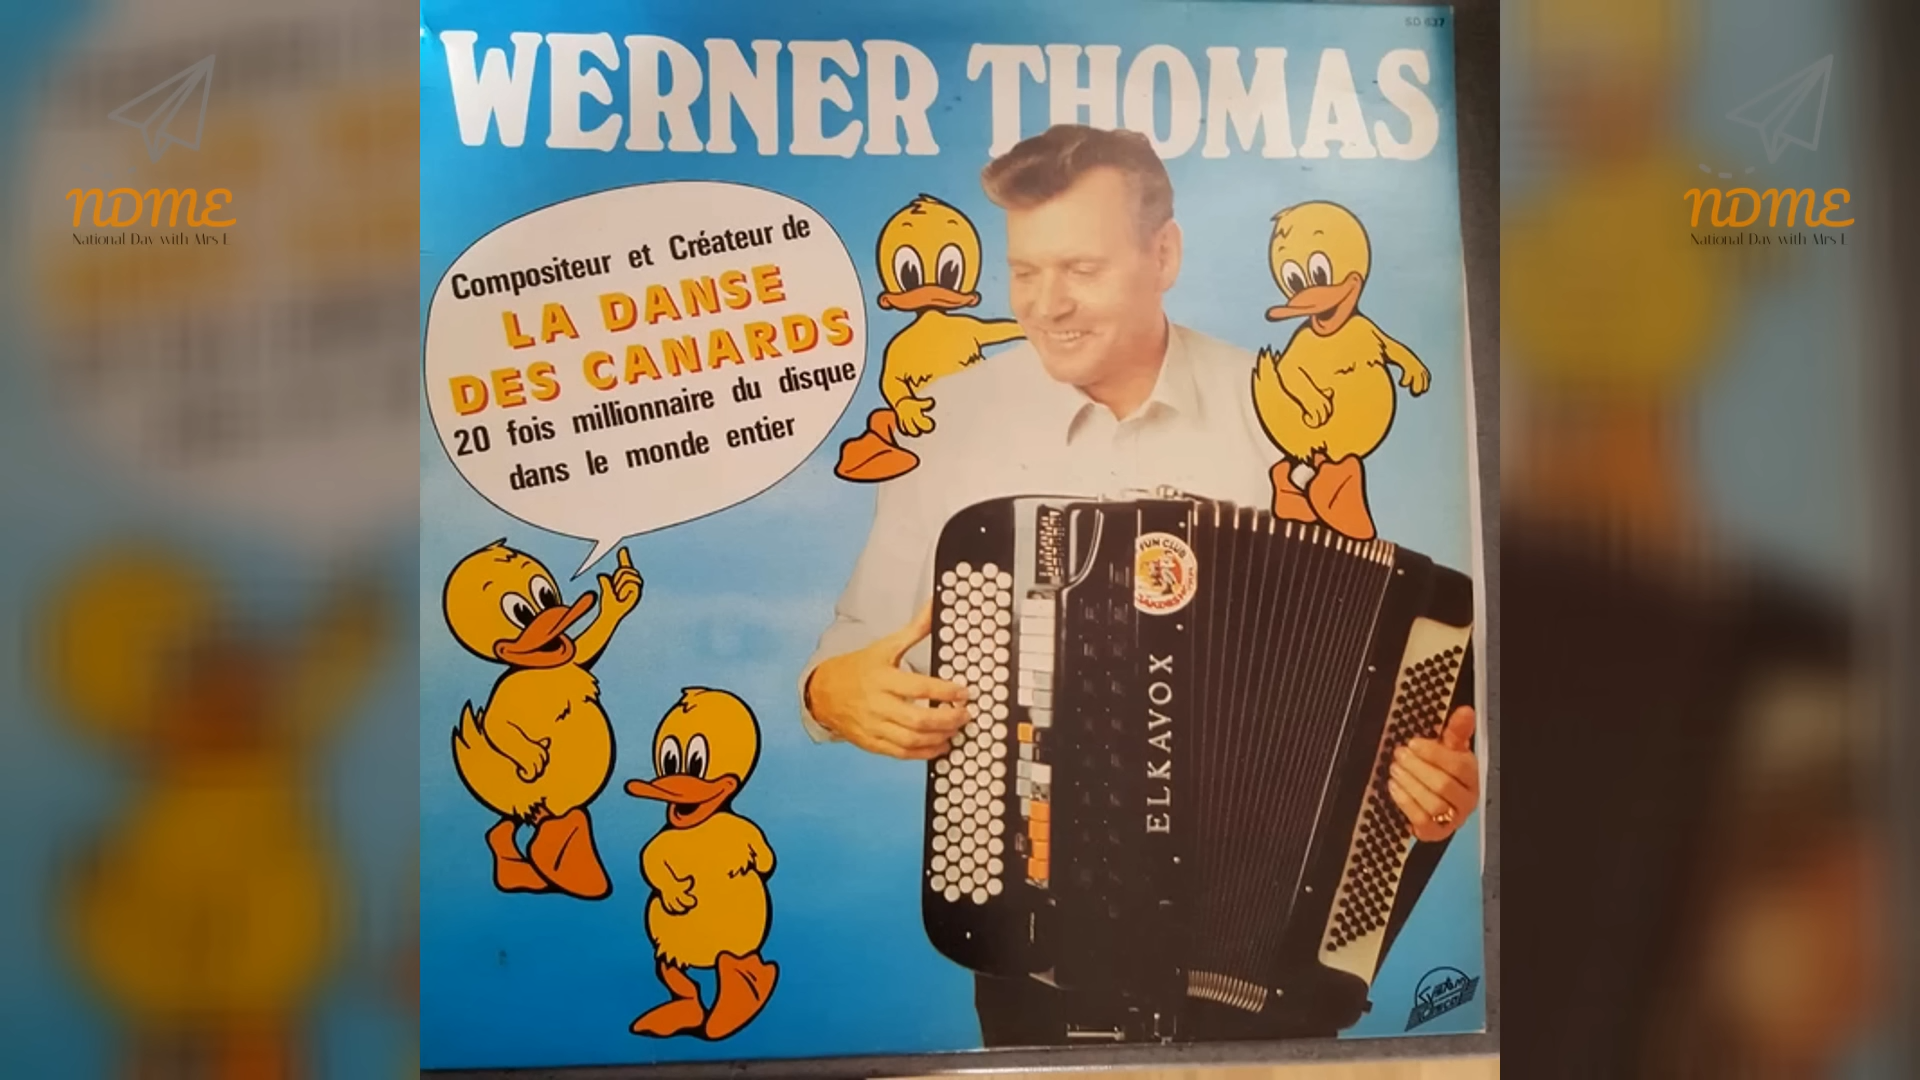 SD 637
WERNER THOMAS
Compositeur et Créateur de
LA DANSE
DES CANARDS
20 fois millionnaire du disque
dans le monde entier
FUN CLUB
ELKAVOX
NDME
National Day with Mrs E
NDME
National Day with Mrs E